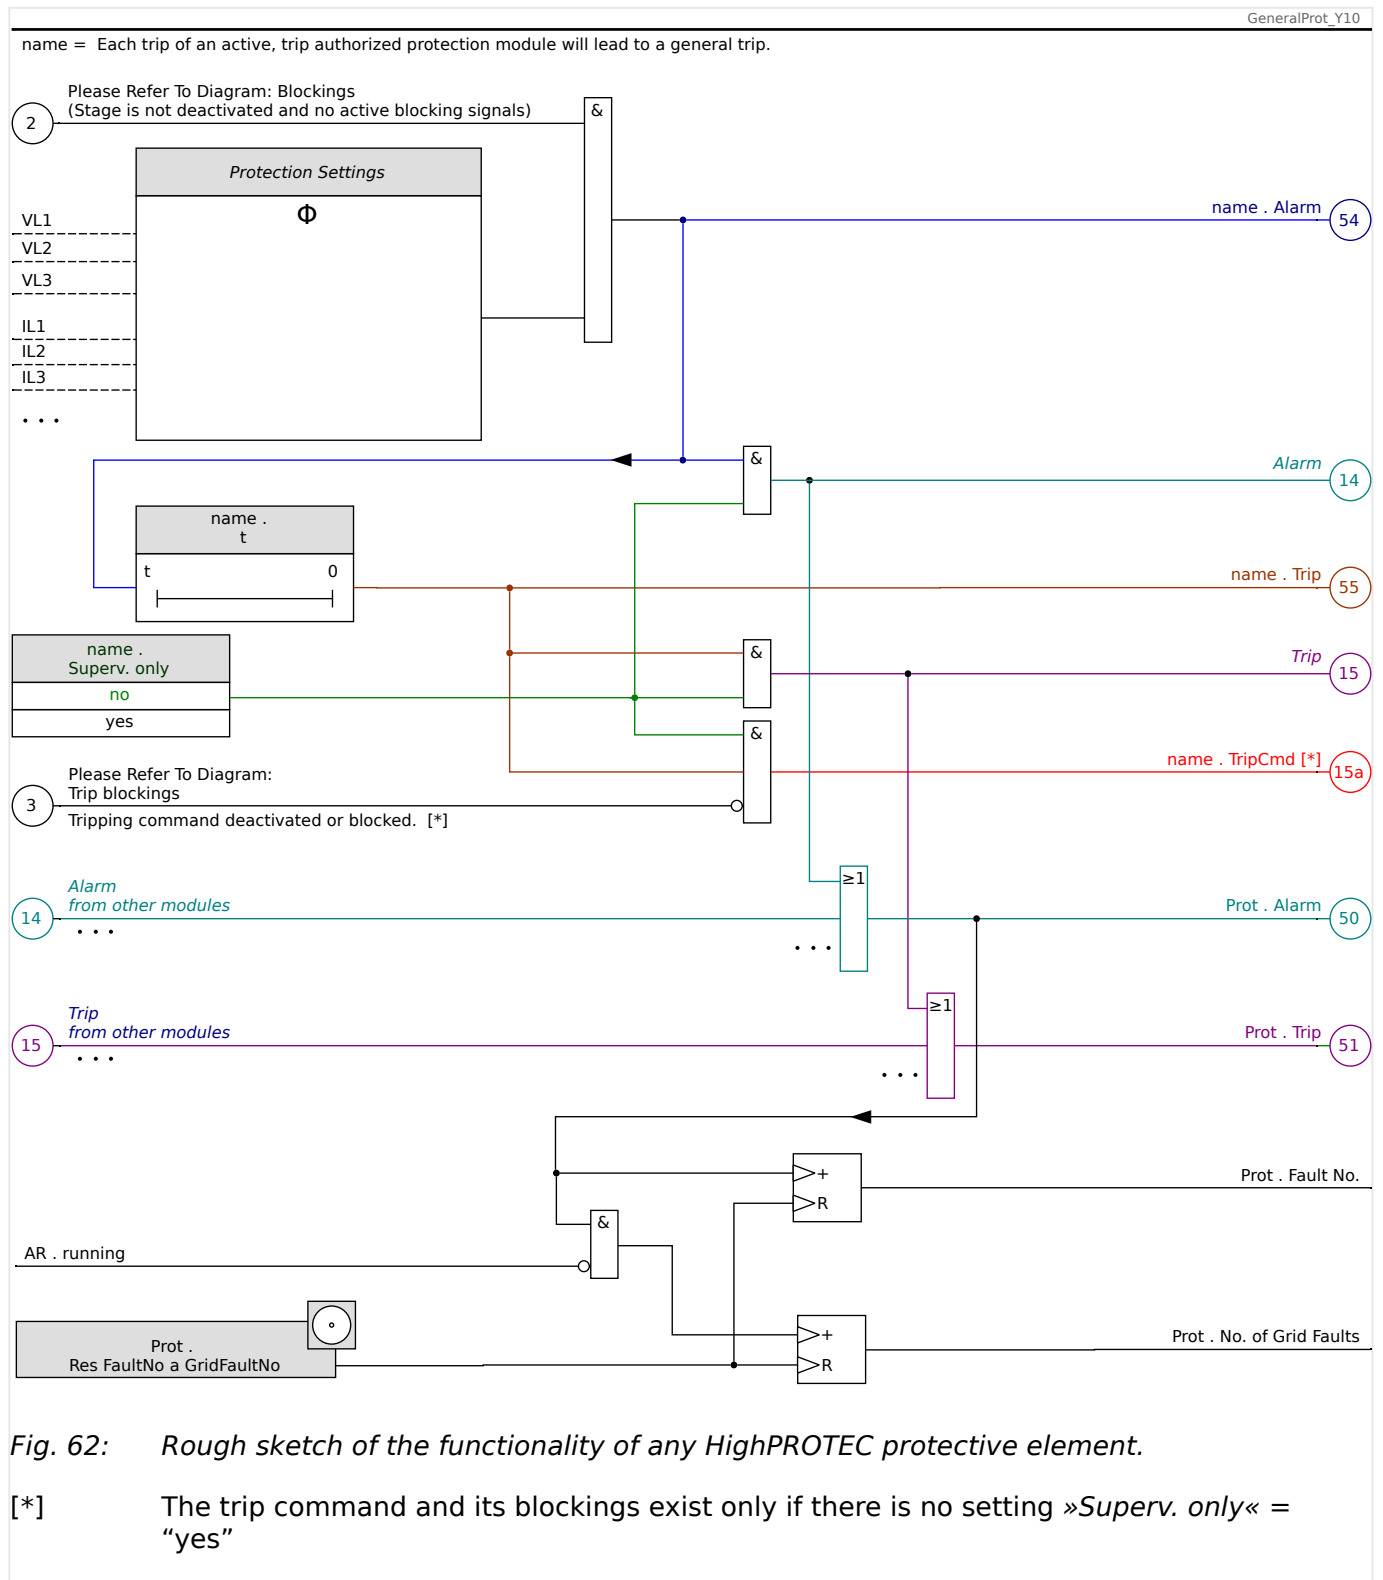 GeneralProt_Y10
name =  Each trip of an active, trip authorized protection module will lead to a general trip.
Please Refer To Diagram: Blockings
(Stage is not deactivated and no active blocking signals)
&
2
Protection Settings
Φ
VL1
VL2
VL3
IL1
IL2
IL3
. . .
name . Alarm
54
&
Alarm
14
name .
t
t
0
name . Trip
55
name .
Superv. only
no
yes
&
Trip
15
&
name . TripCmd [*]
15a
Please Refer To Diagram:
Trip blockings
3
Tripping command deactivated or blocked.  [*]
Alarm
from other modules
14
. . .
≥1
. . .
Prot . Alarm
50
Trip
from other modules
15
. . .
≥1
. . .
Prot . Trip
51
+
R
Prot . Fault No.
&
AR . running
Prot .
Res FaultNo a GridFaultNo
+
R
Prot . No. of Grid Faults
Fig. 62: Rough sketch of the functionality of any HighPROTEC protective element.
[*] The trip command and its blockings exist only if there is no setting »Superv. only« =
“yes”